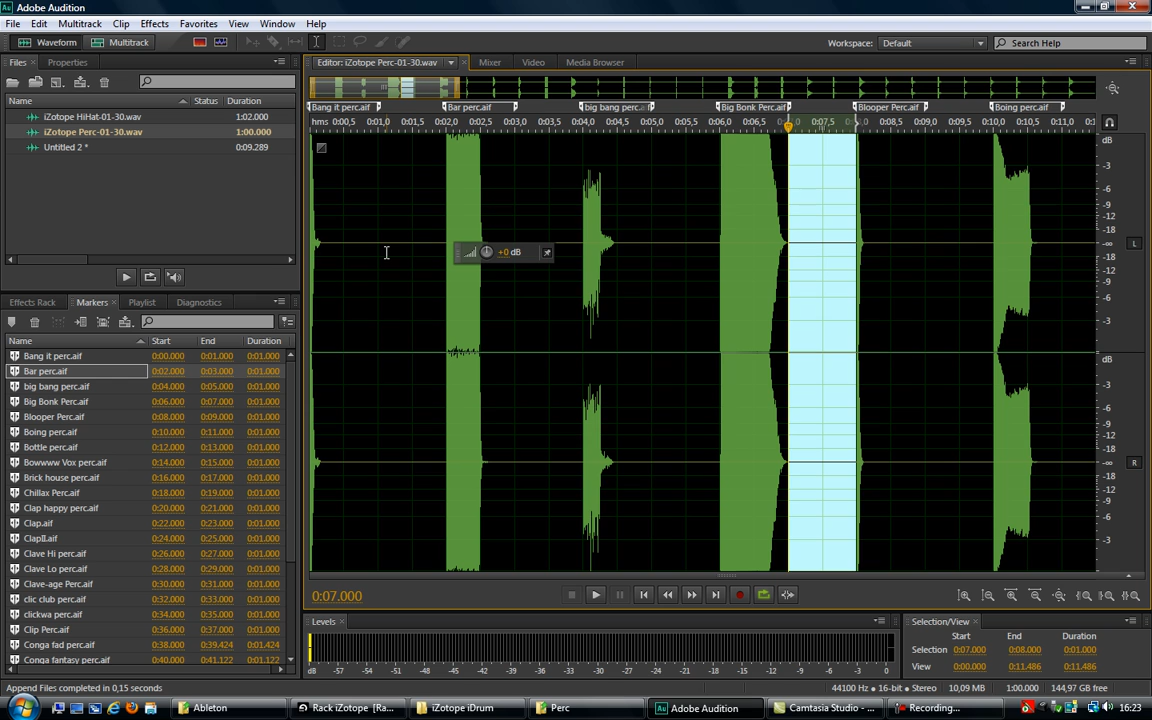 Au Adobe Audition
File Edit Multitrack Clip Effects Favorites View Window Help
Waveform Multitrack Workspace: Default Search Help
Files Properties Editor: iZotope Perc-01-30.wav Mixer Video Media Browser
Name Status Duration
iZotope HiHat-01-30.wav 1:02.000
iZotope Perc-01-30.wav 1:00.000
Untitled 2 * 0:09.289
Bang it perc.aif Bar perc.aif big bang perc.aif Big Bonk Perc.aif Blooper Perc.aif Boing perc.aif
hms 0:00,5 0:01,0 0:01,5 0:02,0 0:02,5 0:03,0 0:03,5 0:04,0 0:04,5 0:05,0 0:05,5 0:06,0 0:06,5 0:07,5 0:08,5 0:09,0 0:09,5 0:10,0 0:10,5 0:11,0
dB
-3
-6
-9
-12
-18
-∞ L
-18
-12
-9
-6
-3
dB
-3
-6
-9
-12
-18
-∞ R
-18
-12
-9
-6
-3
+0 dB
Effects Rack Markers Playlist Diagnostics
Name Start End Duration
Bang it perc.aif 0:00.000 0:01.000 0:01.000
Bar perc.aif 0:02.000 0:03.000 0:01.000
big bang perc.aif 0:04.000 0:05.000 0:01.000
Big Bonk Perc.aif 0:06.000 0:07.000 0:01.000
Blooper Perc.aif 0:08.000 0:09.000 0:01.000
Boing perc.aif 0:10.000 0:11.000 0:01.000
Bottle perc.aif 0:12.000 0:13.000 0:01.000
Bowwww Vox perc.aif 0:14.000 0:15.000 0:01.000
Brick house perc.aif 0:16.000 0:17.000 0:01.000
Chillax Perc.aif 0:18.000 0:19.000 0:01.000
Clap happy perc.aif 0:20.000 0:21.000 0:01.000
Clap.aif 0:22.000 0:23.000 0:01.000
ClapII.aif 0:24.000 0:25.000 0:01.000
Clave Hi perc.aif 0:26.000 0:27.000 0:01.000
Clave Lo perc.aif 0:28.000 0:29.000 0:01.000
Clave-age Perc.aif 0:30.000 0:31.000 0:01.000
clic club perc.aif 0:32.000 0:33.000 0:01.000
clickwa perc.aif 0:34.000 0:35.000 0:01.000
Clip Perc.aif 0:36.000 0:37.000 0:01.000
Conga fad perc.aif 0:38.000 0:39.424 0:01.424
Conga fantasy perc.aif 0:40.000 0:41.122 0:01.122
0:07.000
Levels
dB -57 -54 -51 -48 -45 -42 -39 -36 -33 -30 -27 -24 -21 -18 -15 -12 -9 -6 -3 0
Selection/View
Start End Duration
Selection 0:07.000 0:08.000 0:01.000
View 0:00.000 0:11.486 0:11.486
Append Files completed in 0,15 seconds
44100 Hz • 16-bit • Stereo 10,09 MB 1:00.000 144,97 GB free
Ableton Rack iZotope [Ra... iZotope iDrum Perc Au Adobe Audition Camtasia Studio - ... Recording... 16:23